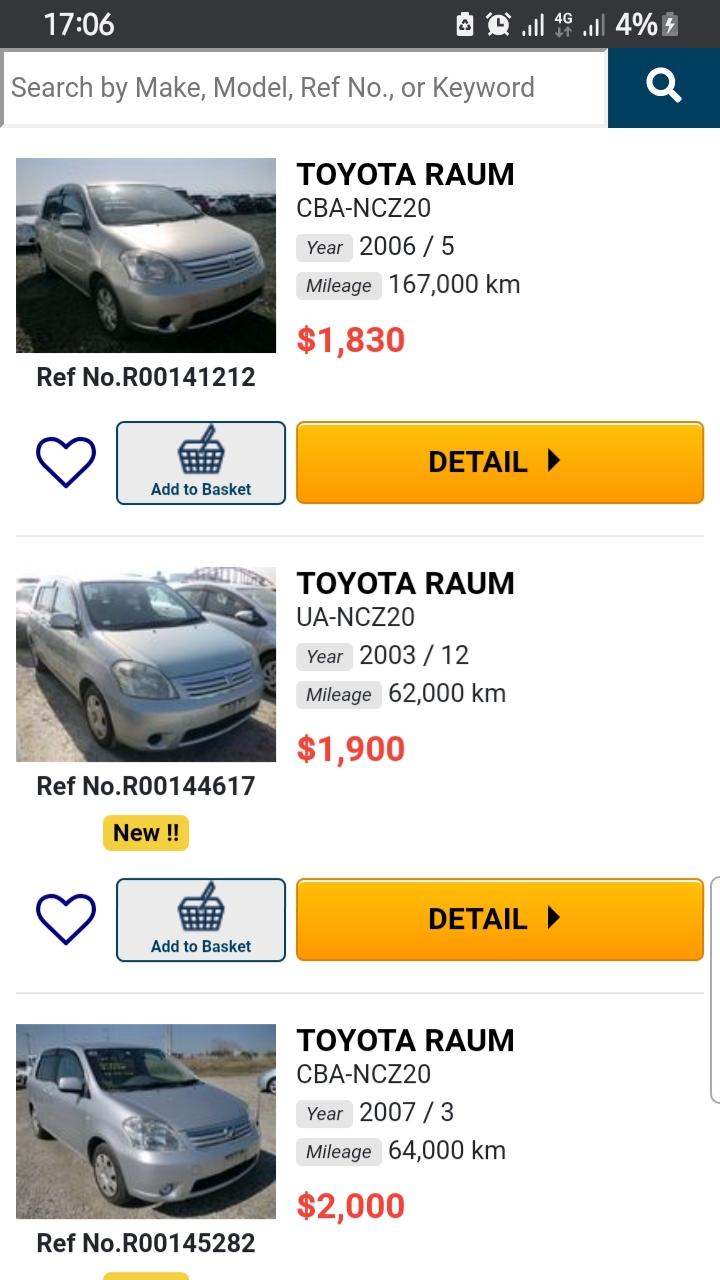 17:06
4G
4%
Search by Make, Model, Ref No., or Keyword
TOYOTA RAUM
CBA-NCZ20
Year 2006 / 5
Mileage 167,000 km
$1,830
Ref No.R00141212
Add to Basket
DETAIL
TOYOTA RAUM
UA-NCZ20
Year 2003 / 12
Mileage 62,000 km
$1,900
Ref No.R00144617
New !!
Add to Basket
DETAIL
TOYOTA RAUM
CBA-NCZ20
Year 2007 / 3
Mileage 64,000 km
$2,000
Ref No.R00145282